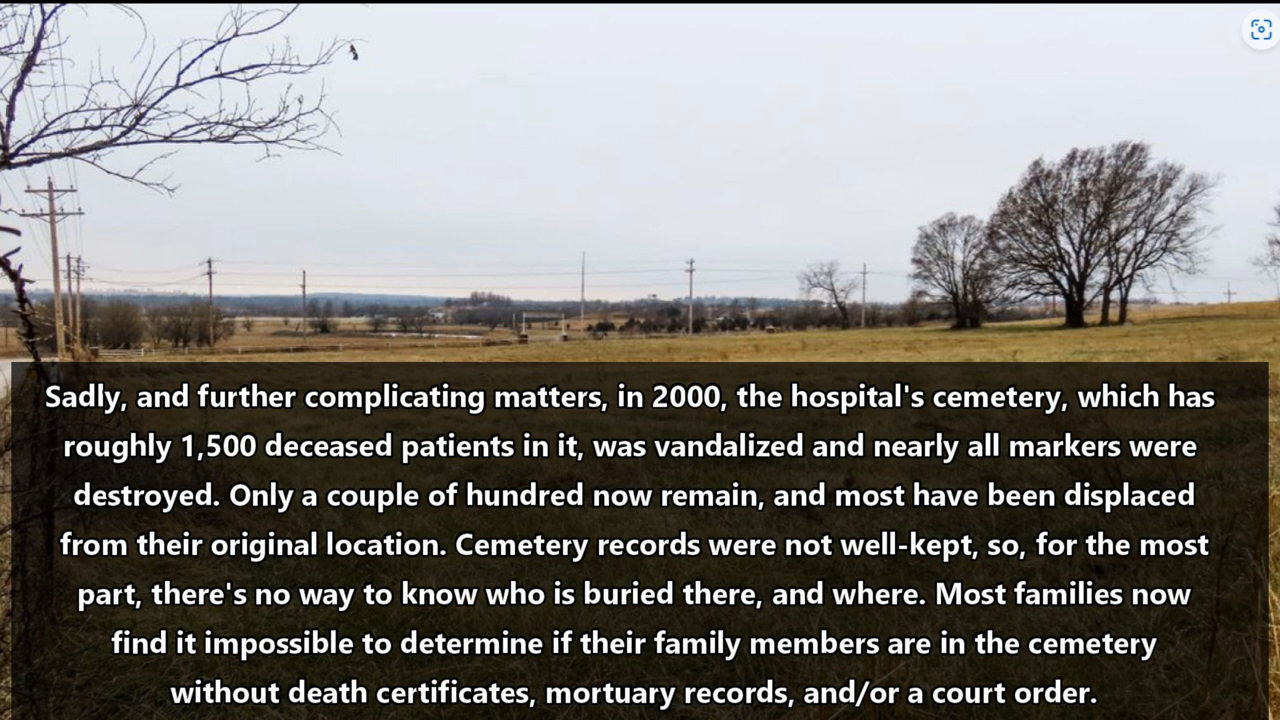 Sadly, and further complicating matters, in 2000, the hospital's cemetery, which has
roughly 1,500 deceased patients in it, was vandalized and nearly all markers were
destroyed. Only a couple of hundred now remain, and most have been displaced
from their original location. Cemetery records were not well-kept, so, for the most
part, there's no way to know who is buried there, and where. Most families now
find it impossible to determine if their family members are in the cemetery
without death certificates, mortuary records, and/or a court order.